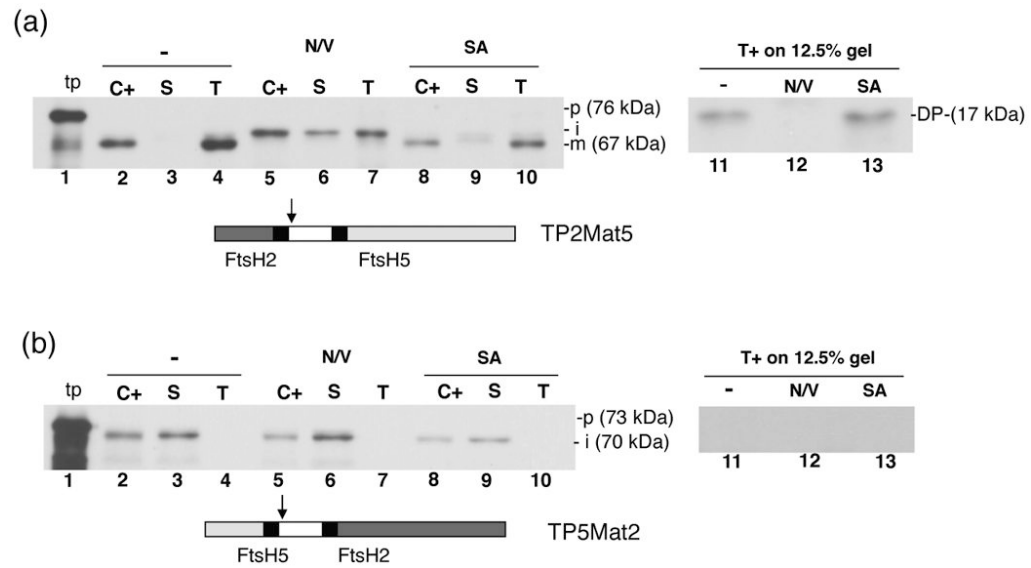 (a)
- N/V SA
tp C+ S T C+ S T C+ S T
-p (76 kDa)
- i
-m (67 kDa)
1 2 3 4 5 6 7 8 9 10
T+ on 12.5% gel
- N/V SA
-DP-(17 kDa)
11 12 13
TP2Mat5
FtsH2 FtsH5
(b)
- N/V SA
tp C+ S T C+ S T C+ S T
-p (73 kDa)
- i (70 kDa)
1 2 3 4 5 6 7 8 9 10
T+ on 12.5% gel
- N/V SA
11 12 13
TP5Mat2
FtsH5 FtsH2